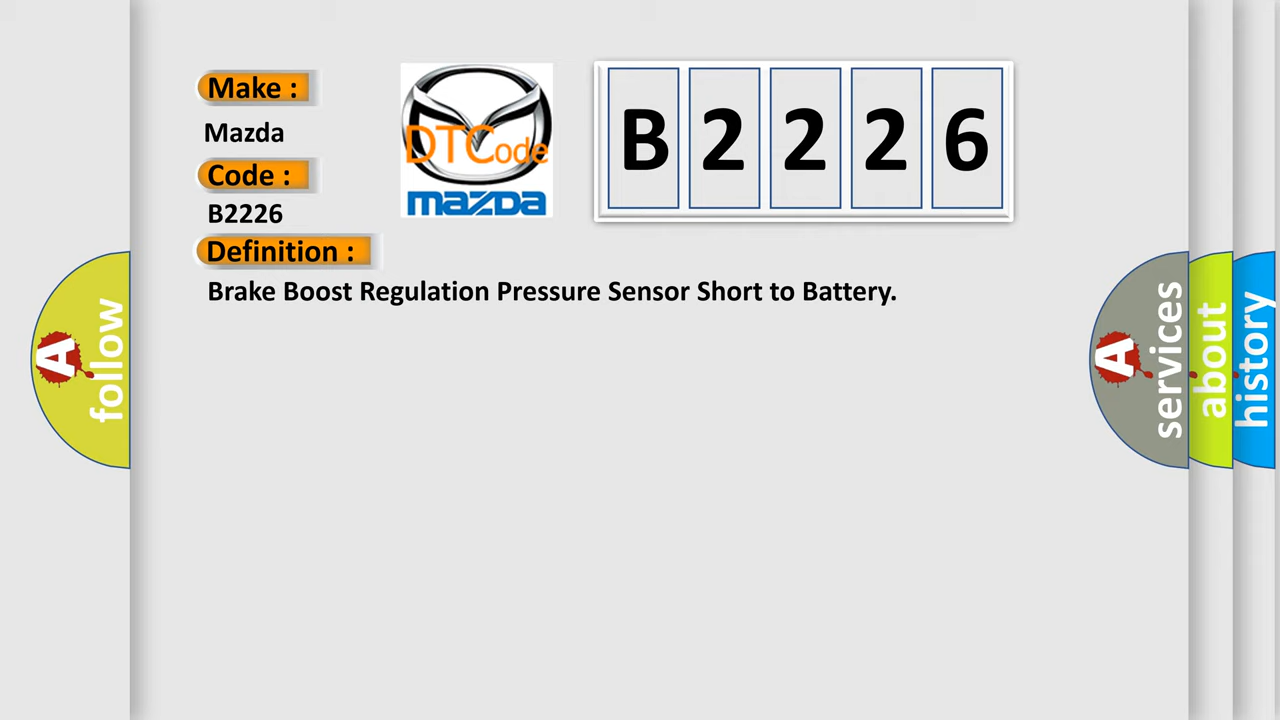 Make :
Mazda
Code :
B2226
Definition :
Brake Boost Regulation Pressure Sensor Short to Battery.
DTCode
mazda
B 2 2 2 6
A follow
A services
about
history